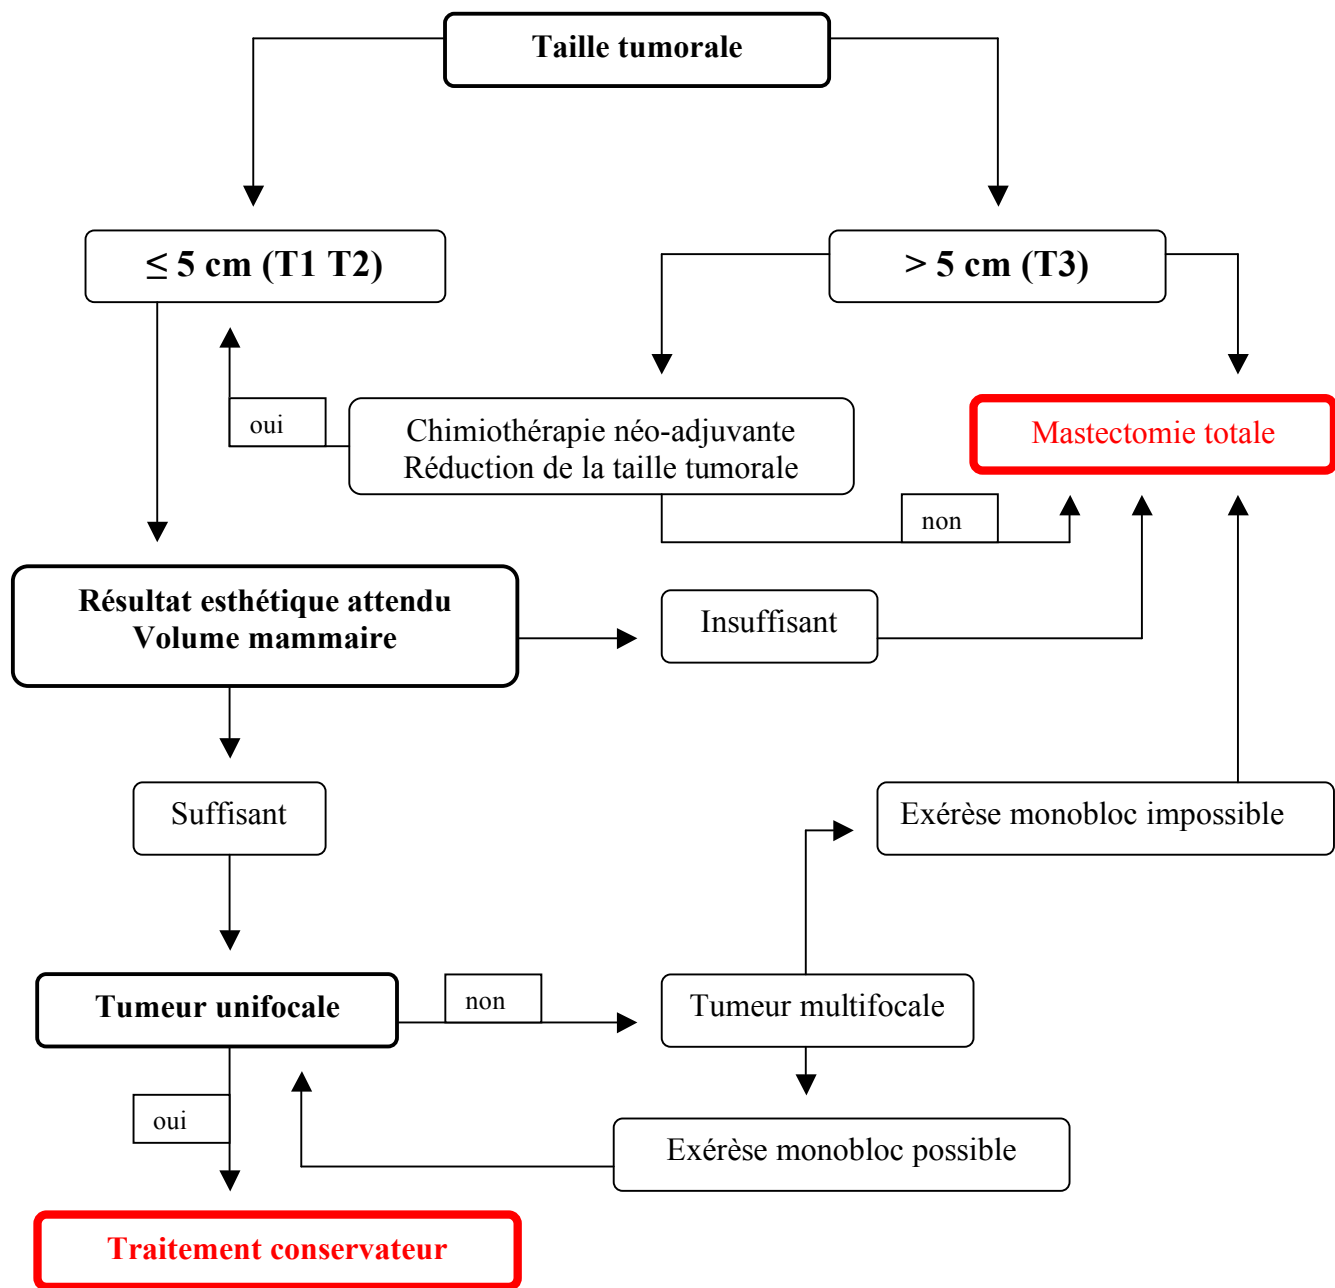 Taille tumorale
≤ 5 cm (T1 T2)
> 5 cm (T3)
oui
Chimiothérapie néo-adjuvante
Réduction de la taille tumorale
Mastectomie totale
non
Résultat esthétique attendu
Volume mammaire
Insuffisant
Suffisant
Exérèse monobloc impossible
Tumeur unifocale
non
Tumeur multifocale
oui
Exérèse monobloc possible
Traitement conservateur